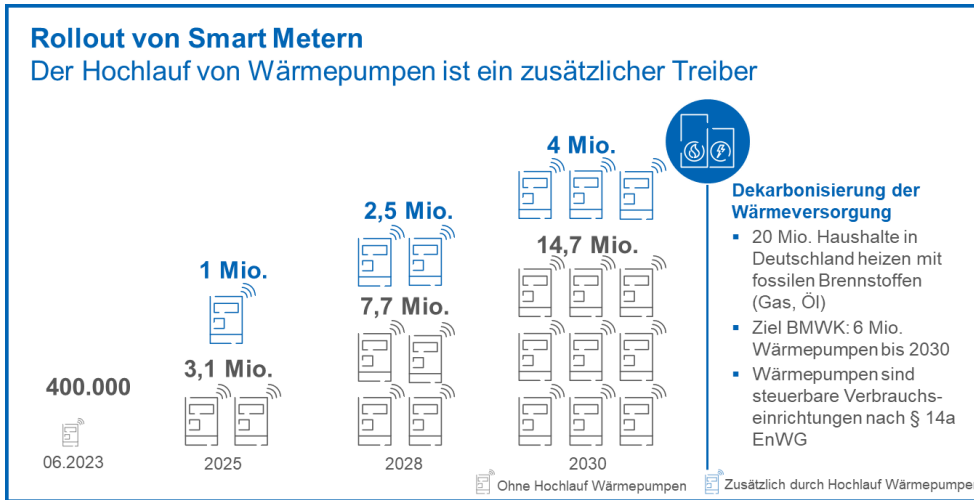 Rollout von Smart Metern
Der Hochlauf von Wärmepumpen ist ein zusätzlicher Treiber
400.000
06.2023
1 Mio.
3,1 Mio.
2025
2,5 Mio.
7,7 Mio.
2028
4 Mio.
14,7 Mio.
2030
Dekarbonisierung der
Wärmeversorgung
▪ 20 Mio. Haushalte in
Deutschland heizen mit
fossilen Brennstoffen
(Gas, Öl)
▪ Ziel BMWK: 6 Mio.
Wärmepumpen bis 2030
▪ Wärmepumpen sind
steuerbare Verbrauchs-
einrichtungen nach § 14a
EnWG
Ohne Hochlauf Wärmepumpen
Zusätzlich durch Hochlauf Wärmepumpen